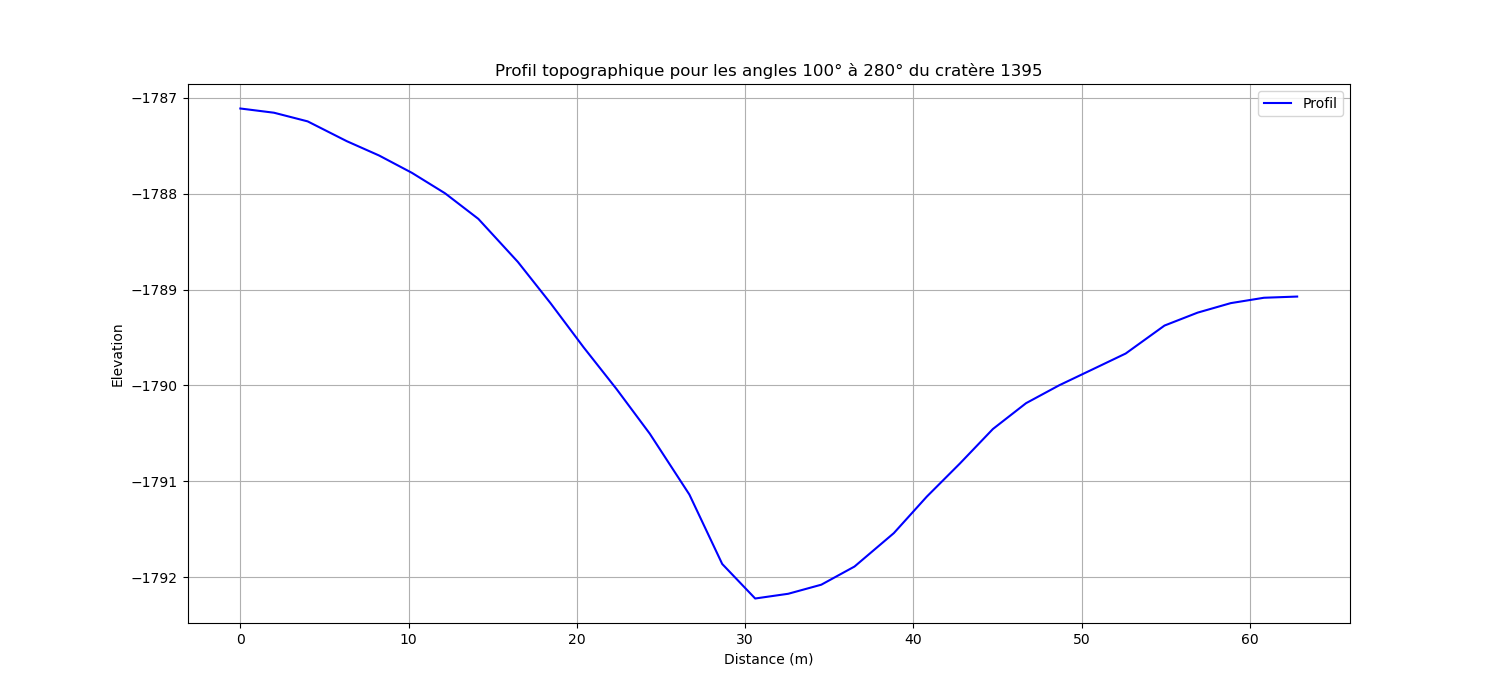 Profil topographique pour les angles 100° à 280° du cratère 1395
Profil
−1787
−1788
−1789
−1790
−1791
−1792
Elevation
0 10 20 30 40 50 60
Distance (m)